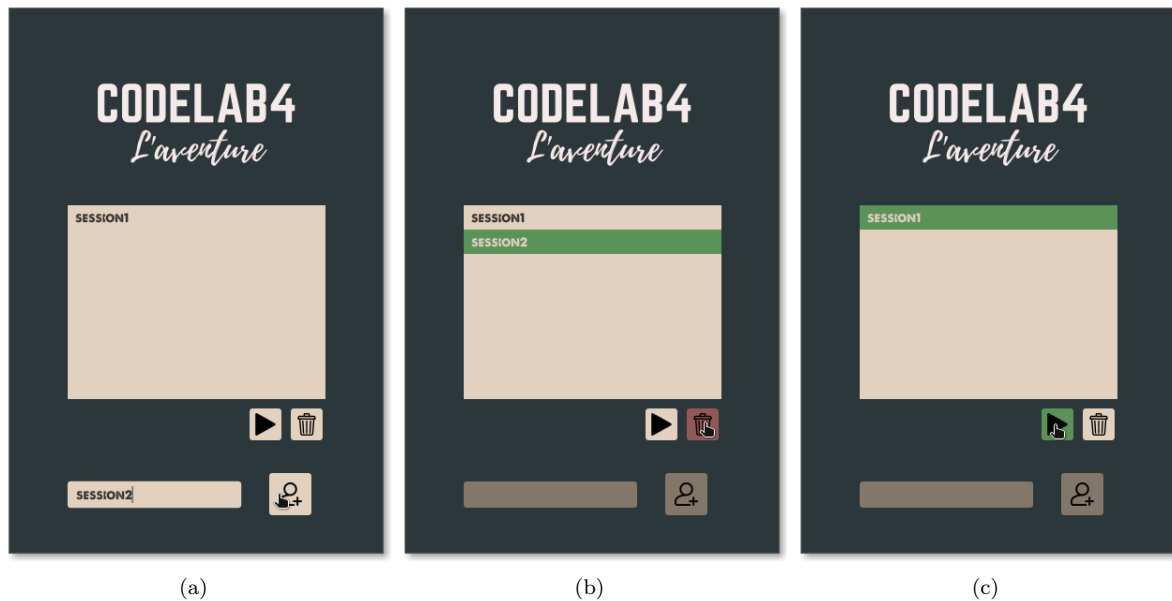 CODELAB4
L'aventure
SESSION1
SESSION2
(a)
CODELAB4
L'aventure
SESSION1
SESSION2
(b)
CODELAB4
L'aventure
SESSION1
(c)